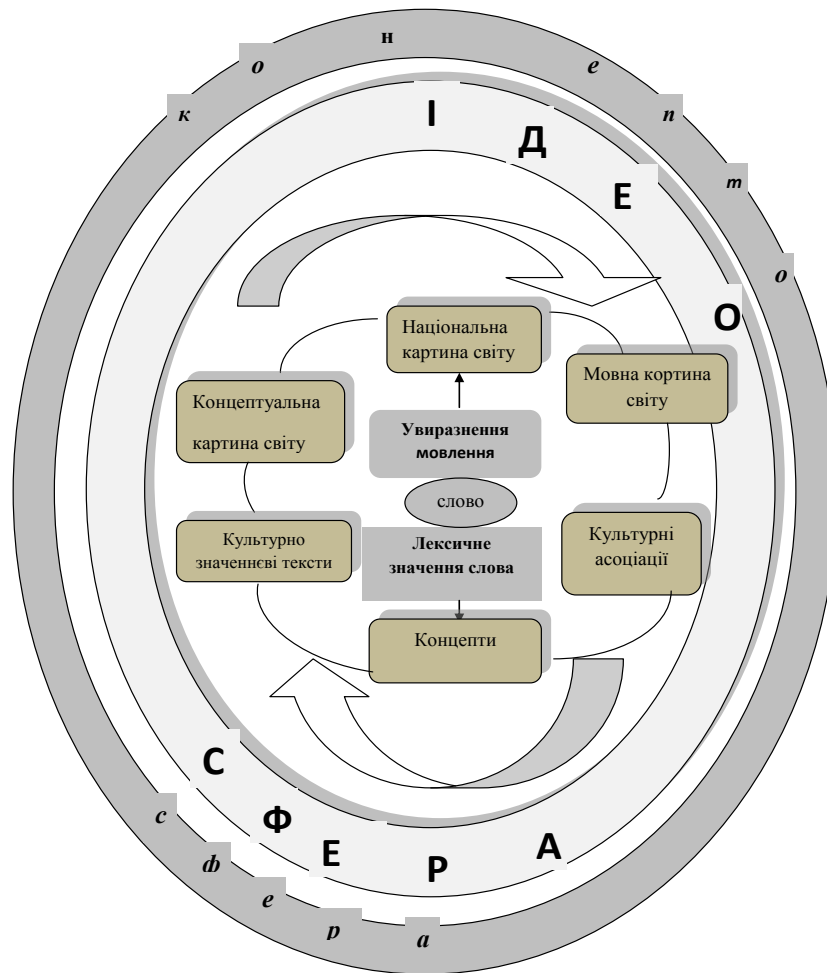 к о н е п т о
І Д Е О
Національна
картина світу
Мовна кортина
світу
Концептуальна
картина світу
Увиразнення
мовлення
слово
Культурно
значеннєві тексти
Лексичне
значення слова
Культурні
асоціації
Концепти
С Ф Е Р А
с ф е р а